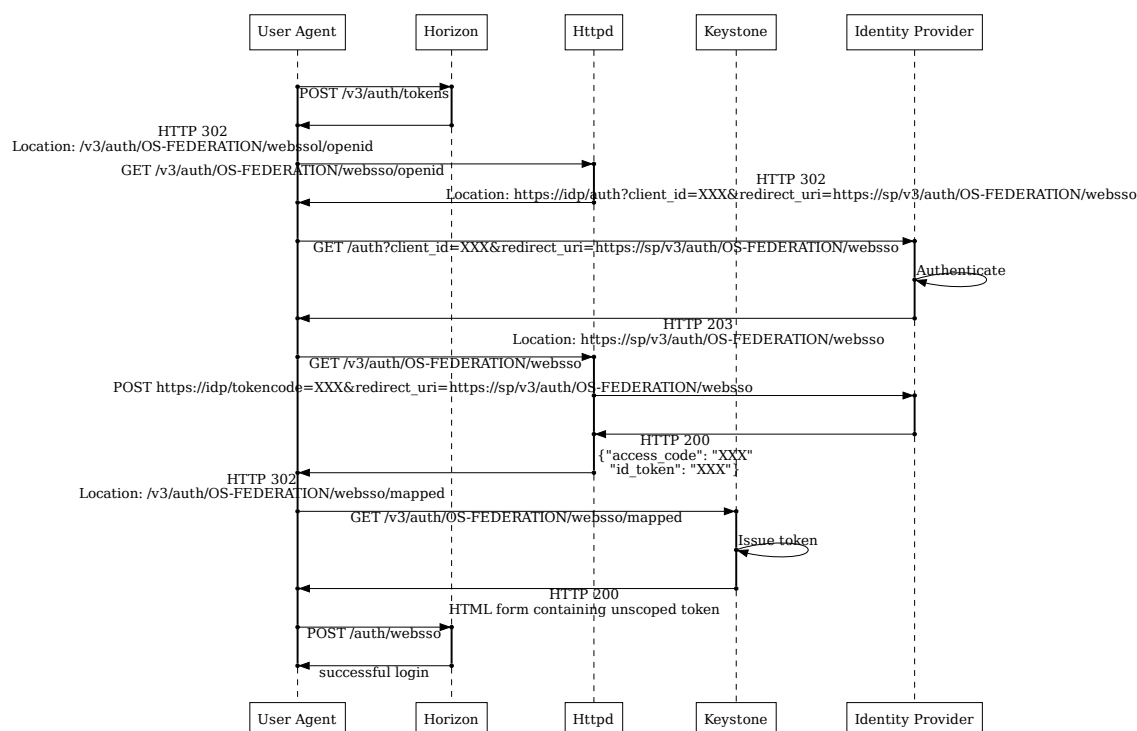 User Agent
Horizon
Httpd
Keystone
Identity Provider
POST /v3/auth/tokens
HTTP 302
Location: /v3/auth/OS-FEDERATION/webssol/openid
GET /v3/auth/OS-FEDERATION/websso/openid
HTTP 302
Location: https://idp/auth?client_id=XXX&redirect_uri=https://sp/v3/auth/OS-FEDERATION/websso
GET /auth?client_id=XXX&redirect_uri=https://sp/v3/auth/OS-FEDERATION/websso
Authenticate
HTTP 203
Location: https://sp/v3/auth/OS-FEDERATION/websso
GET /v3/auth/OS-FEDERATION/websso
POST https://idp/tokencode=XXX&redirect_uri=https://sp/v3/auth/OS-FEDERATION/websso
HTTP 200
{"access_code": "XXX"
"id_token": "XXX"}
HTTP 302
Location: /v3/auth/OS-FEDERATION/websso/mapped
GET /v3/auth/OS-FEDERATION/websso/mapped
Issue token
HTTP 200
HTML form containing unscoped token
POST /auth/websso
successful login
User Agent
Horizon
Httpd
Keystone
Identity Provider